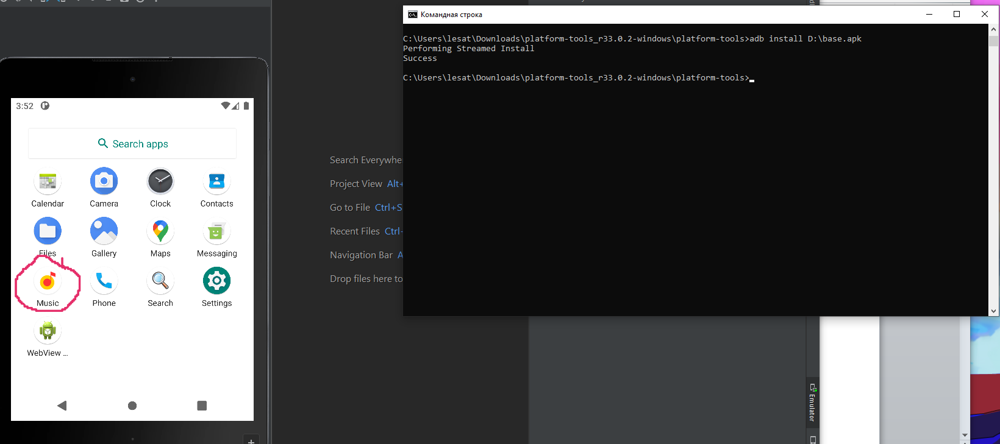 Командная строка
C:\Users\lesat\Downloads\platform-tools_r33.0.2-windows\platform-tools>adb install D:\base.apk
Performing Streamed Install
Success
C:\Users\lesat\Downloads\platform-tools_r33.0.2-windows\platform-tools>
3:52
Search apps
Calendar Camera Clock Contacts
Files Gallery Maps Messaging
Music Phone Search Settings
WebView ...
Search Everywhe
Project View Alt+
Go to File Ctrl+S
Recent Files Ctrl-
Navigation Bar A
Drop files here to
Emulator